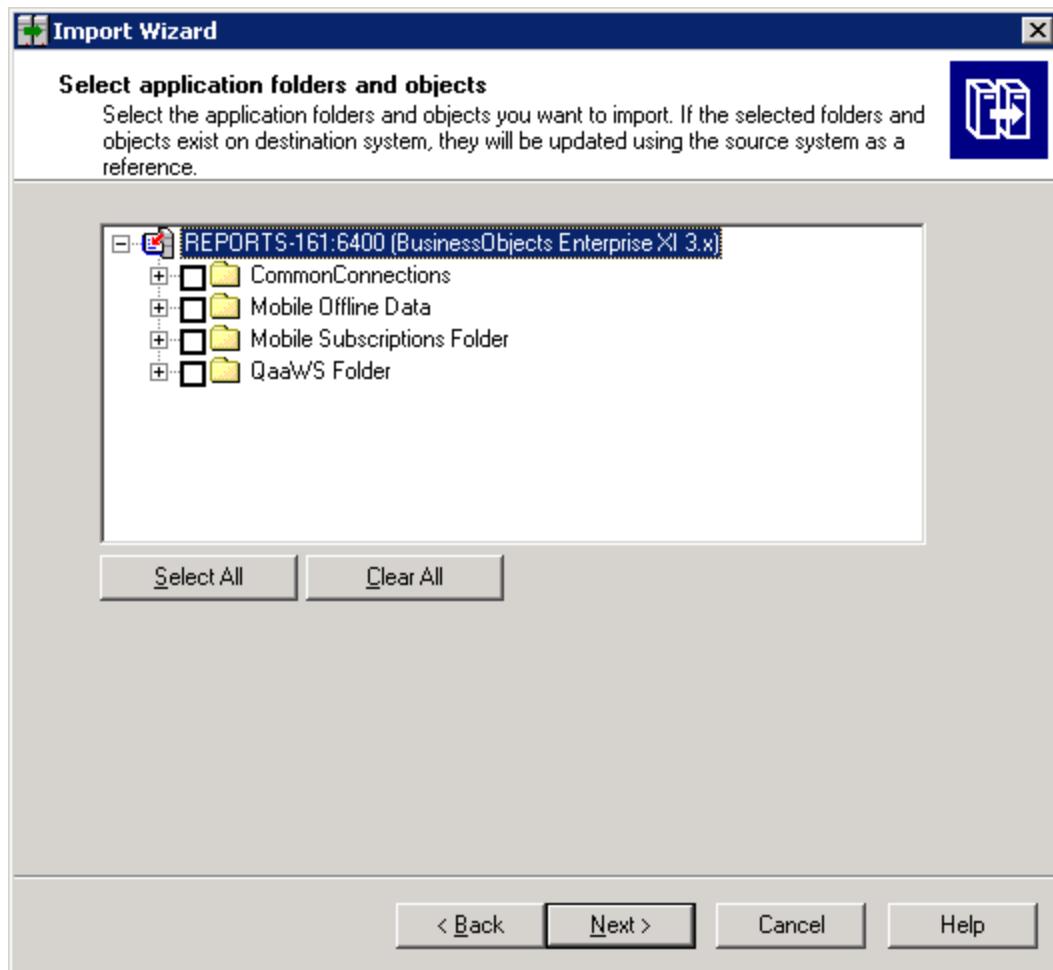 Import Wizard
Select application folders and objects
Select the application folders and objects you want to import. If the selected folders and
objects exist on destination system, they will be updated using the source system as a
reference.
REPORTS-161:6400 (BusinessObjects Enterprise XI 3.x)
CommonConnections
Mobile Offline Data
Mobile Subscriptions Folder
QaaWS Folder
Select All Clear All
< Back Next > Cancel Help